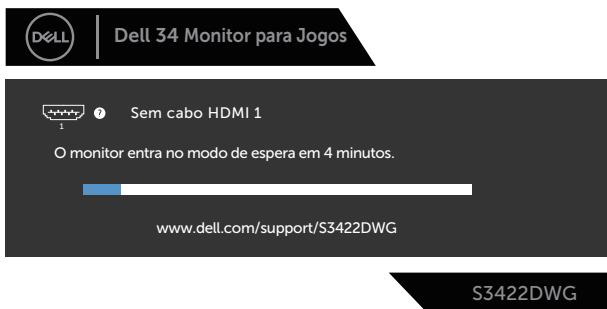 DELL
Dell 34 Monitor para Jogos
1
?
Sem cabo HDMI 1
O monitor entra no modo de espera em 4 minutos.
www.dell.com/support/S3422DWG
S3422DWG